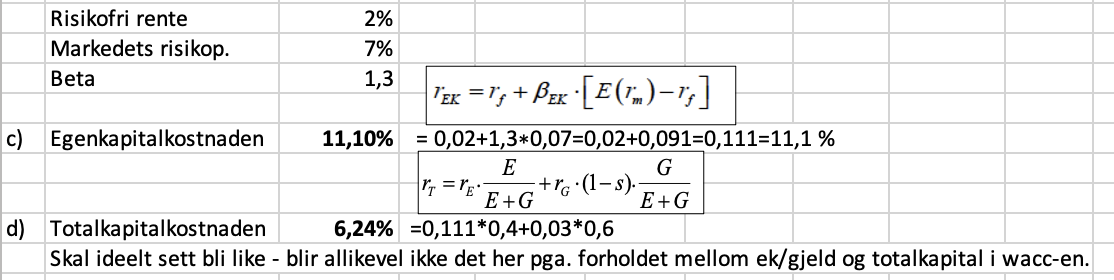 Risikofri rente 2%
Markedets risikop. 7%
Beta 1,3
r_EK = r_f + β_EK · [E(r_m) − r_f]
c) Egenkapitalkostnaden 11,10% = 0,02+1,3*0,07=0,02+0,091=0,111=11,1 %
r_T = r_E · E/(E+G) + r_G · (1−s) · G/(E+G)
d) Totalkapitalkostnaden 6,24% =0,111*0,4+0,03*0,6
Skal ideelt sett bli like - blir allikevel ikke det her pga. forholdet mellom ek/gjeld og totalkapital i wacc-en.